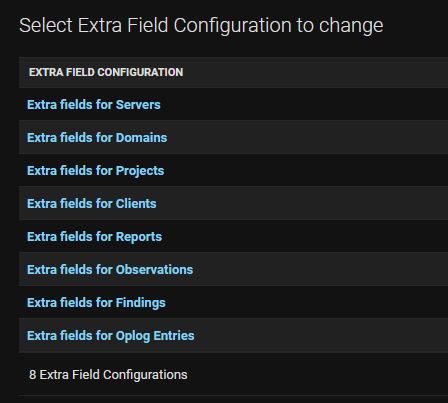 Select Extra Field Configuration to change
EXTRA FIELD CONFIGURATION
Extra fields for Servers
Extra fields for Domains
Extra fields for Projects
Extra fields for Clients
Extra fields for Reports
Extra fields for Observations
Extra fields for Findings
Extra fields for Oplog Entries
8 Extra Field Configurations